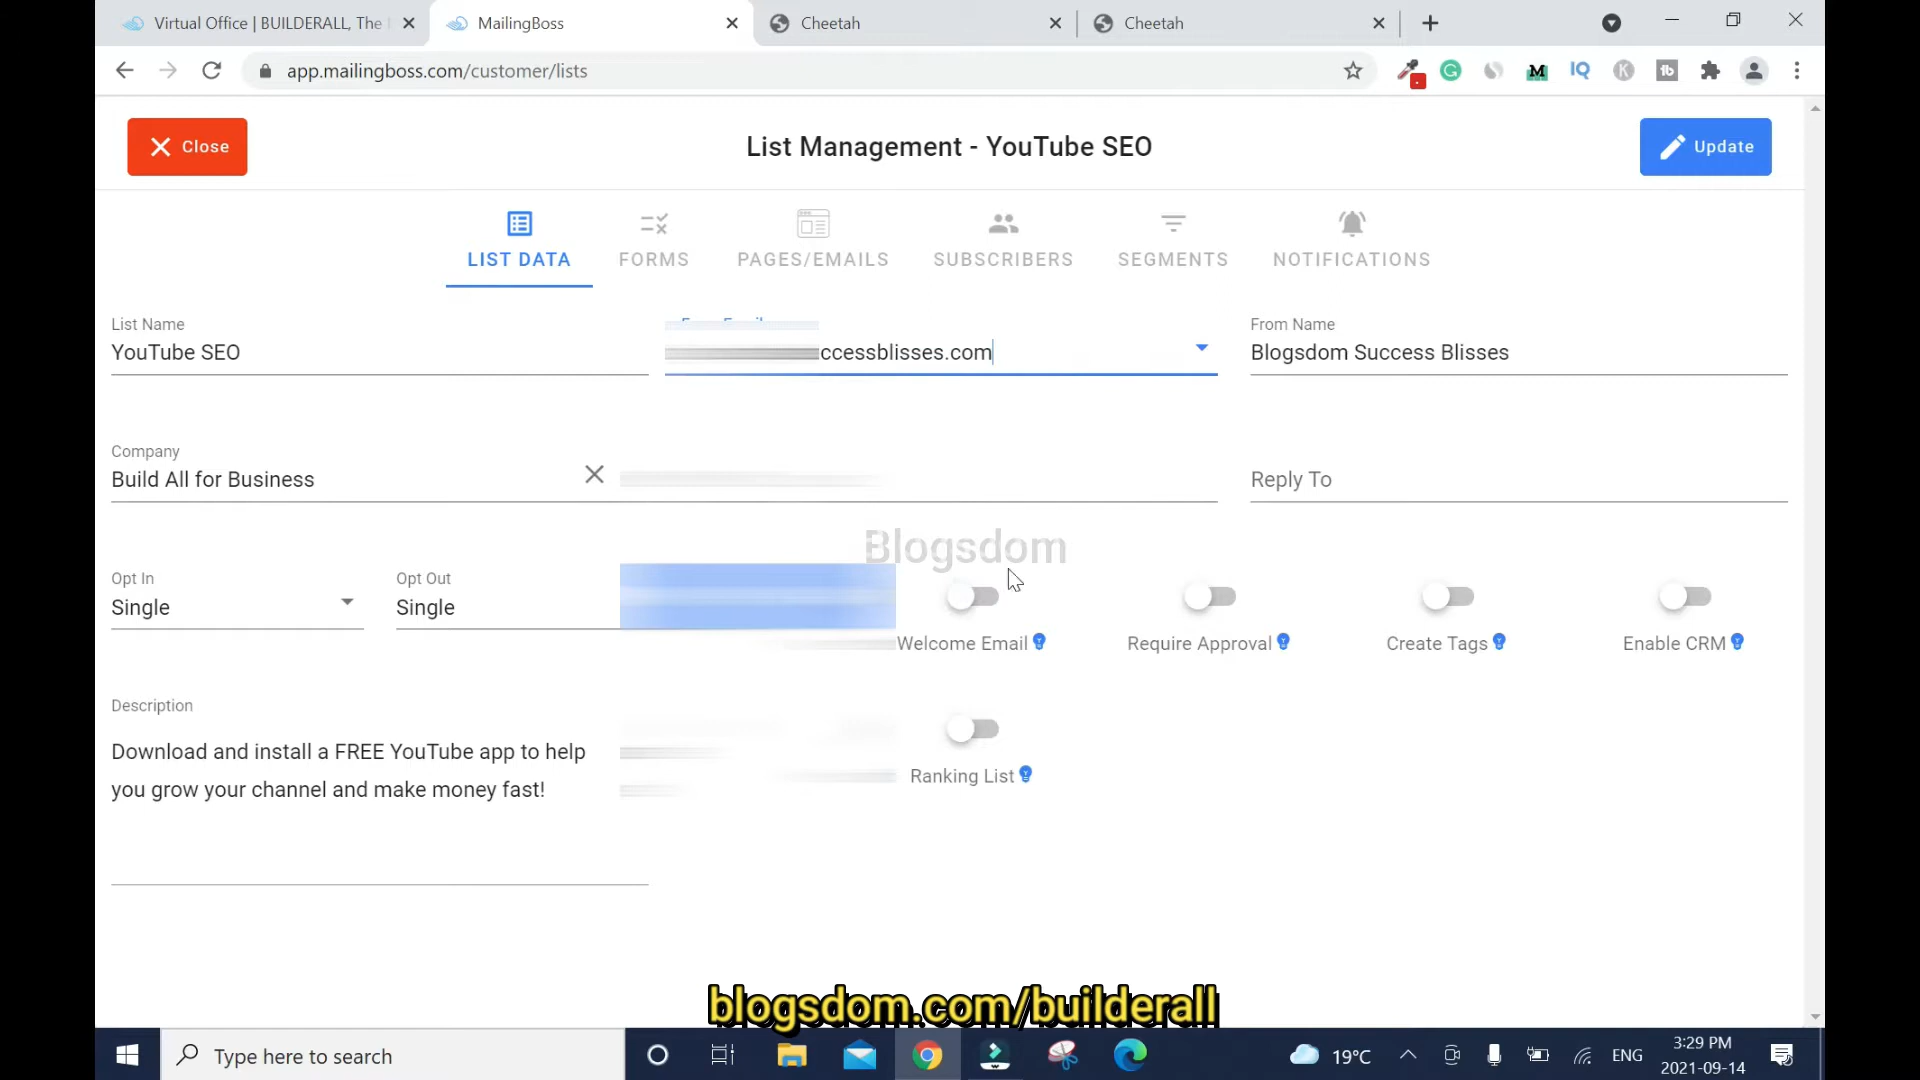 Virtual Office | BUILDERALL, The
MailingBoss
Cheetah
Cheetah
app.mailingboss.com/customer/lists
Close
List Management - YouTube SEO
Update
LIST DATA
FORMS
PAGES/EMAILS
SUBSCRIBERS
SEGMENTS
NOTIFICATIONS
List Name
YouTube SEO
ccessblisses.com
From Name
Blogsdom Success Blisses
Company
Build All for Business
Reply To
Blogsdom
Opt In
Single
Opt Out
Single
Welcome Email
Require Approval
Create Tags
Enable CRM
Description
Download and install a FREE YouTube app to help
you grow your channel and make money fast!
Ranking List
blogsdom.com/builderall
Type here to search
19°C
ENG
3:29 PM
2021-09-14